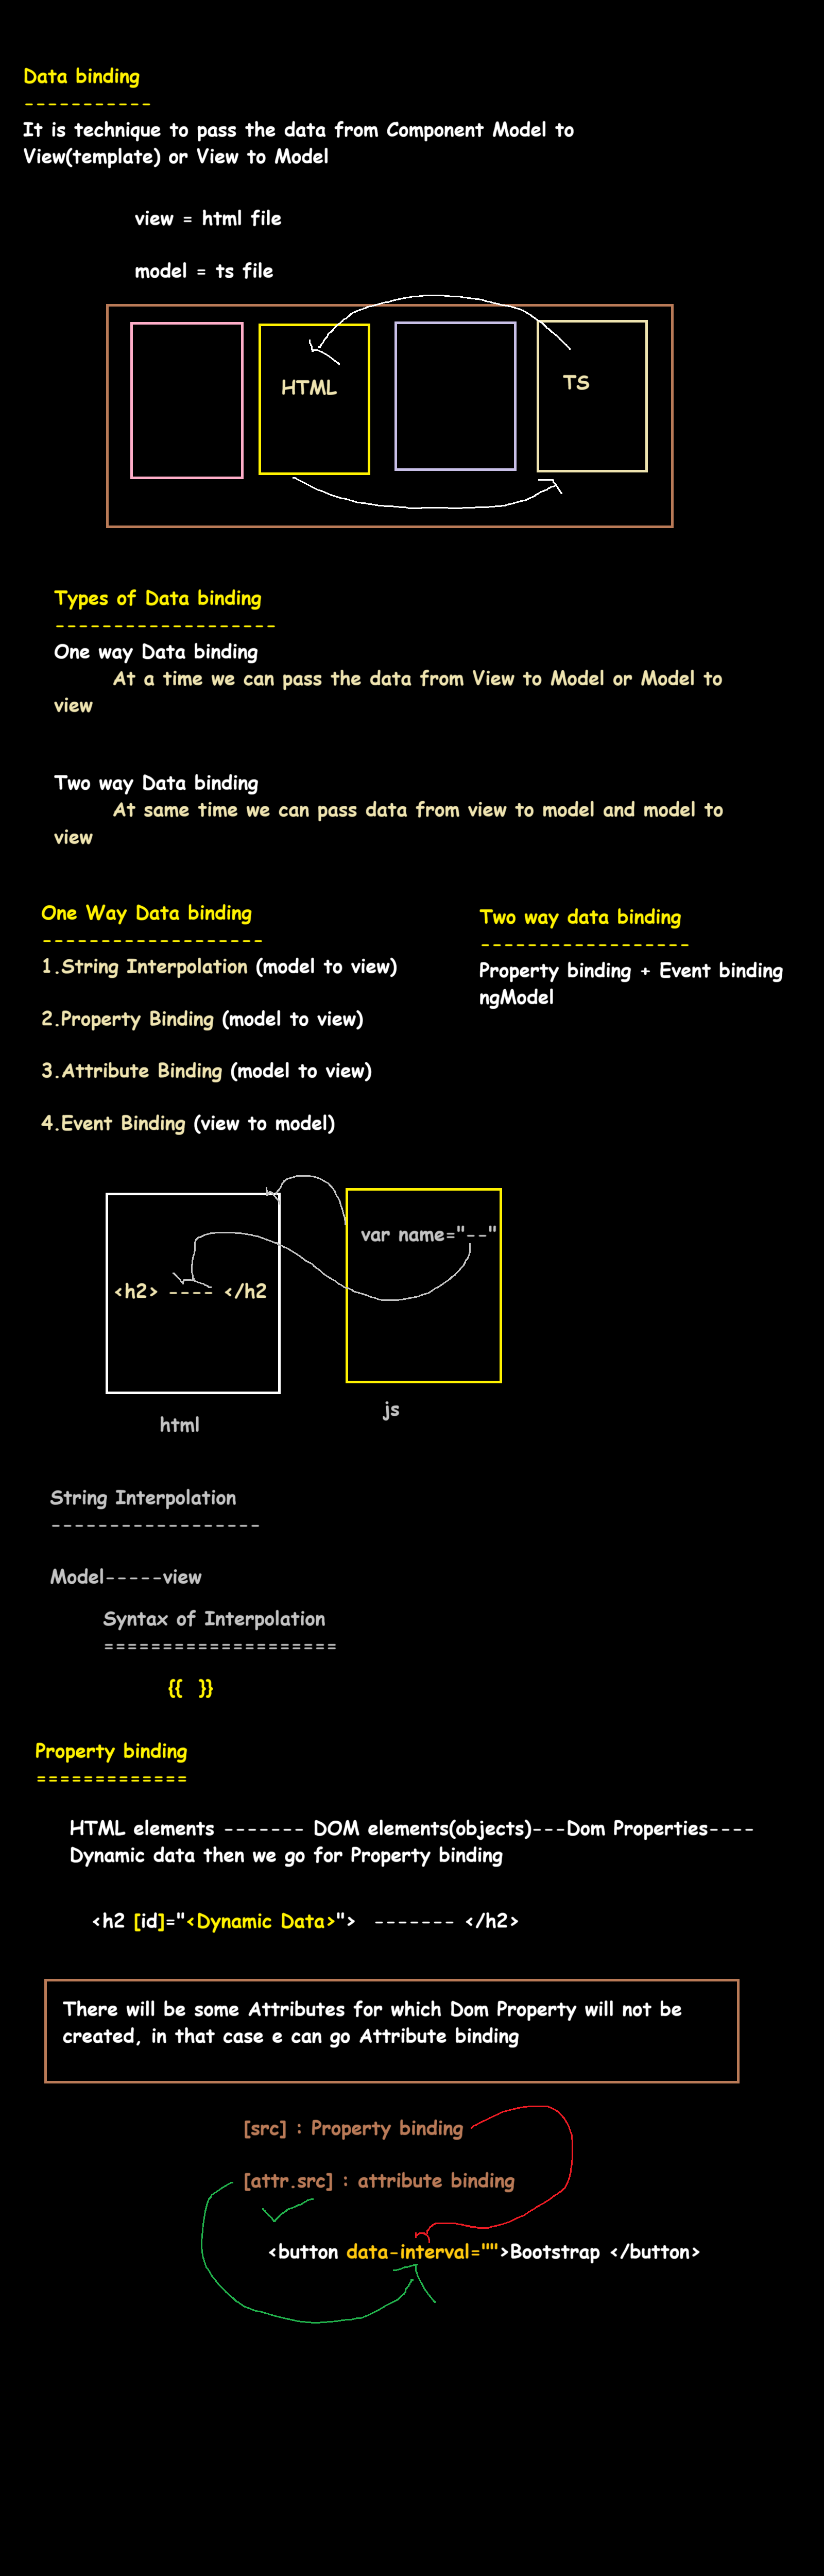 Data binding
-----------
It is technique to pass the data from Component Model to
View(template) or View to Model
view = html file
model = ts file
HTML
TS
Types of Data binding
-------------------
One way Data binding
At a time we can pass the data from View to Model or Model to
view
Two way Data binding
At same time we can pass data from view to model and model to
view
One Way Data binding
-------------------
1.String Interpolation (model to view)
2.Property Binding (model to view)
3.Attribute Binding (model to view)
4.Event Binding (view to model)
Two way data binding
------------------
Property binding + Event binding
ngModel
var name="--"
<h2> ---- </h2
js
html
String Interpolation
------------------
Model-----view
Syntax of Interpolation
====================
{{ }}
Property binding
=============
HTML elements ------- DOM elements(objects)---Dom Properties----
Dynamic data then we go for Property binding
<h2 [id]="<Dynamic Data>"> ------- </h2>
There will be some Attributes for which Dom Property will not be
created, in that case e can go Attribute binding
[src] : Property binding
[attr.src] : attribute binding
<button data-interval="">Bootstrap </button>